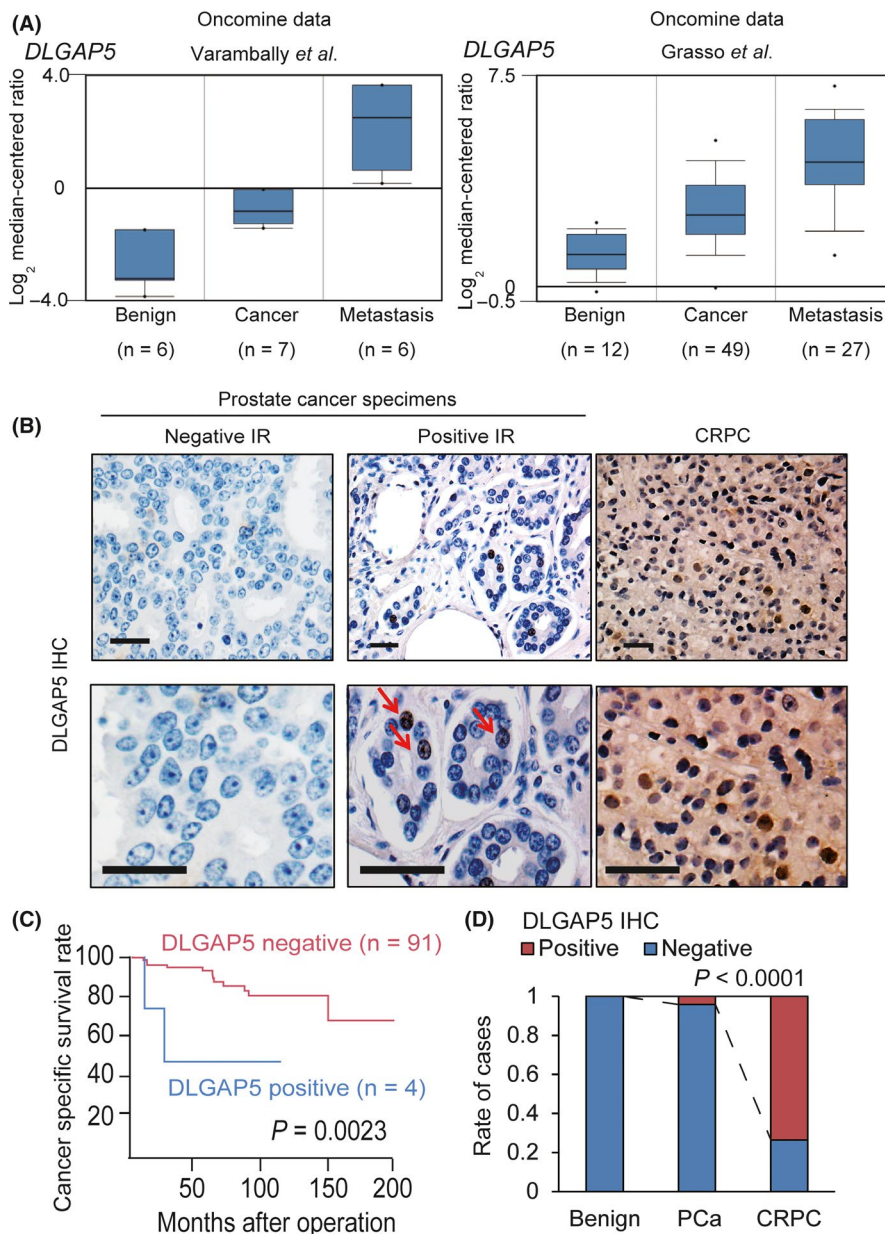 (A)
Oncomine data
DLGAP5
Varambally et al.
Log2 median-centered ratio
4.0
0
−4.0
Benign
Cancer
Metastasis
(n = 6)
(n = 7)
(n = 6)
Oncomine data
DLGAP5
Grasso et al.
Log2 median-centered ratio
7.5
0
−0.5
Benign
Cancer
Metastasis
(n = 12)
(n = 49)
(n = 27)
Prostate cancer specimens
(B)
Negative IR
Positive IR
CRPC
DLGAP5 IHC
(C)
Cancer specific survival rate
100
80
60
40
20
DLGAP5 negative (n = 91)
DLGAP5 positive (n = 4)
P = 0.0023
50
100
150
200
Months after operation
(D)
DLGAP5 IHC
Positive
Negative
P < 0.0001
Rate of cases
1
0.8
0.6
0.4
0.2
0
Benign
PCa
CRPC